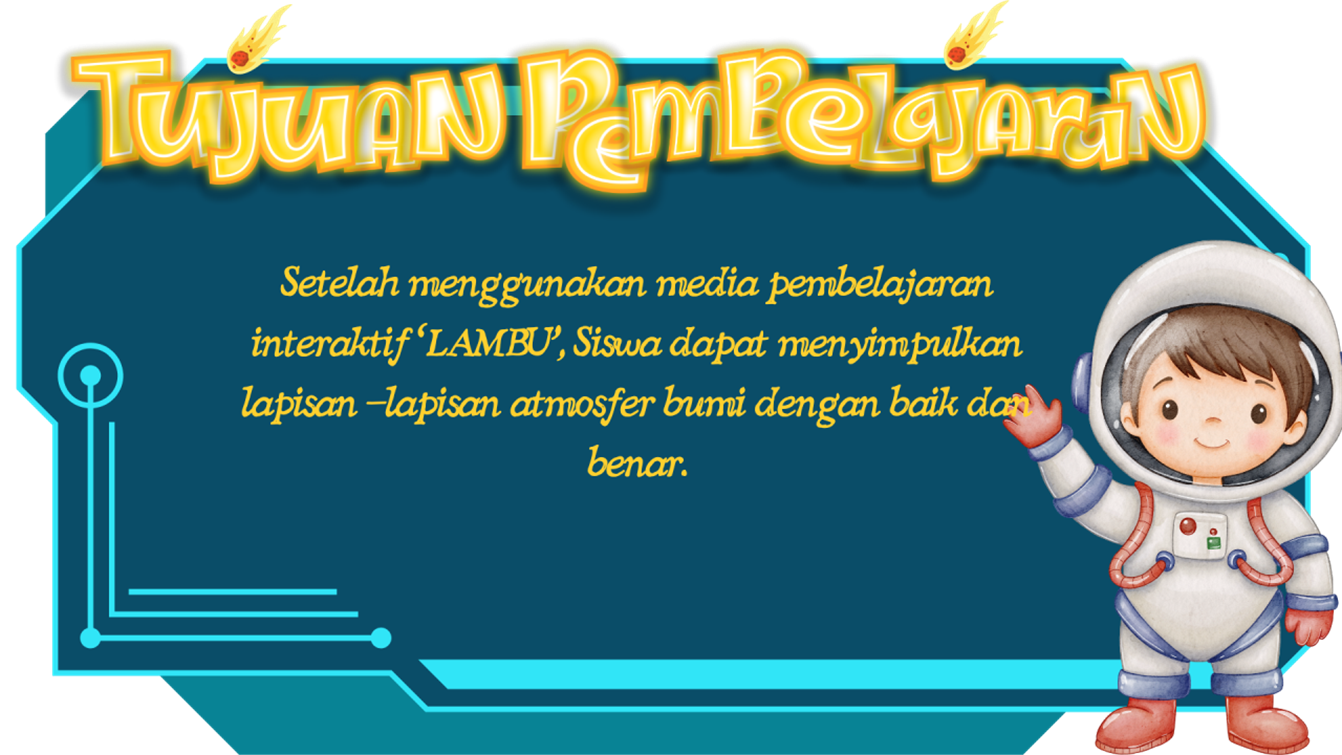 TUJUAN PEMBELAJARAN
Setelah menggunakan media pembelajaran
interaktif ‘LAMBU’, Siswa dapat menyimpulkan
lapisan –lapisan atmosfer bumi dengan baik dan
benar.